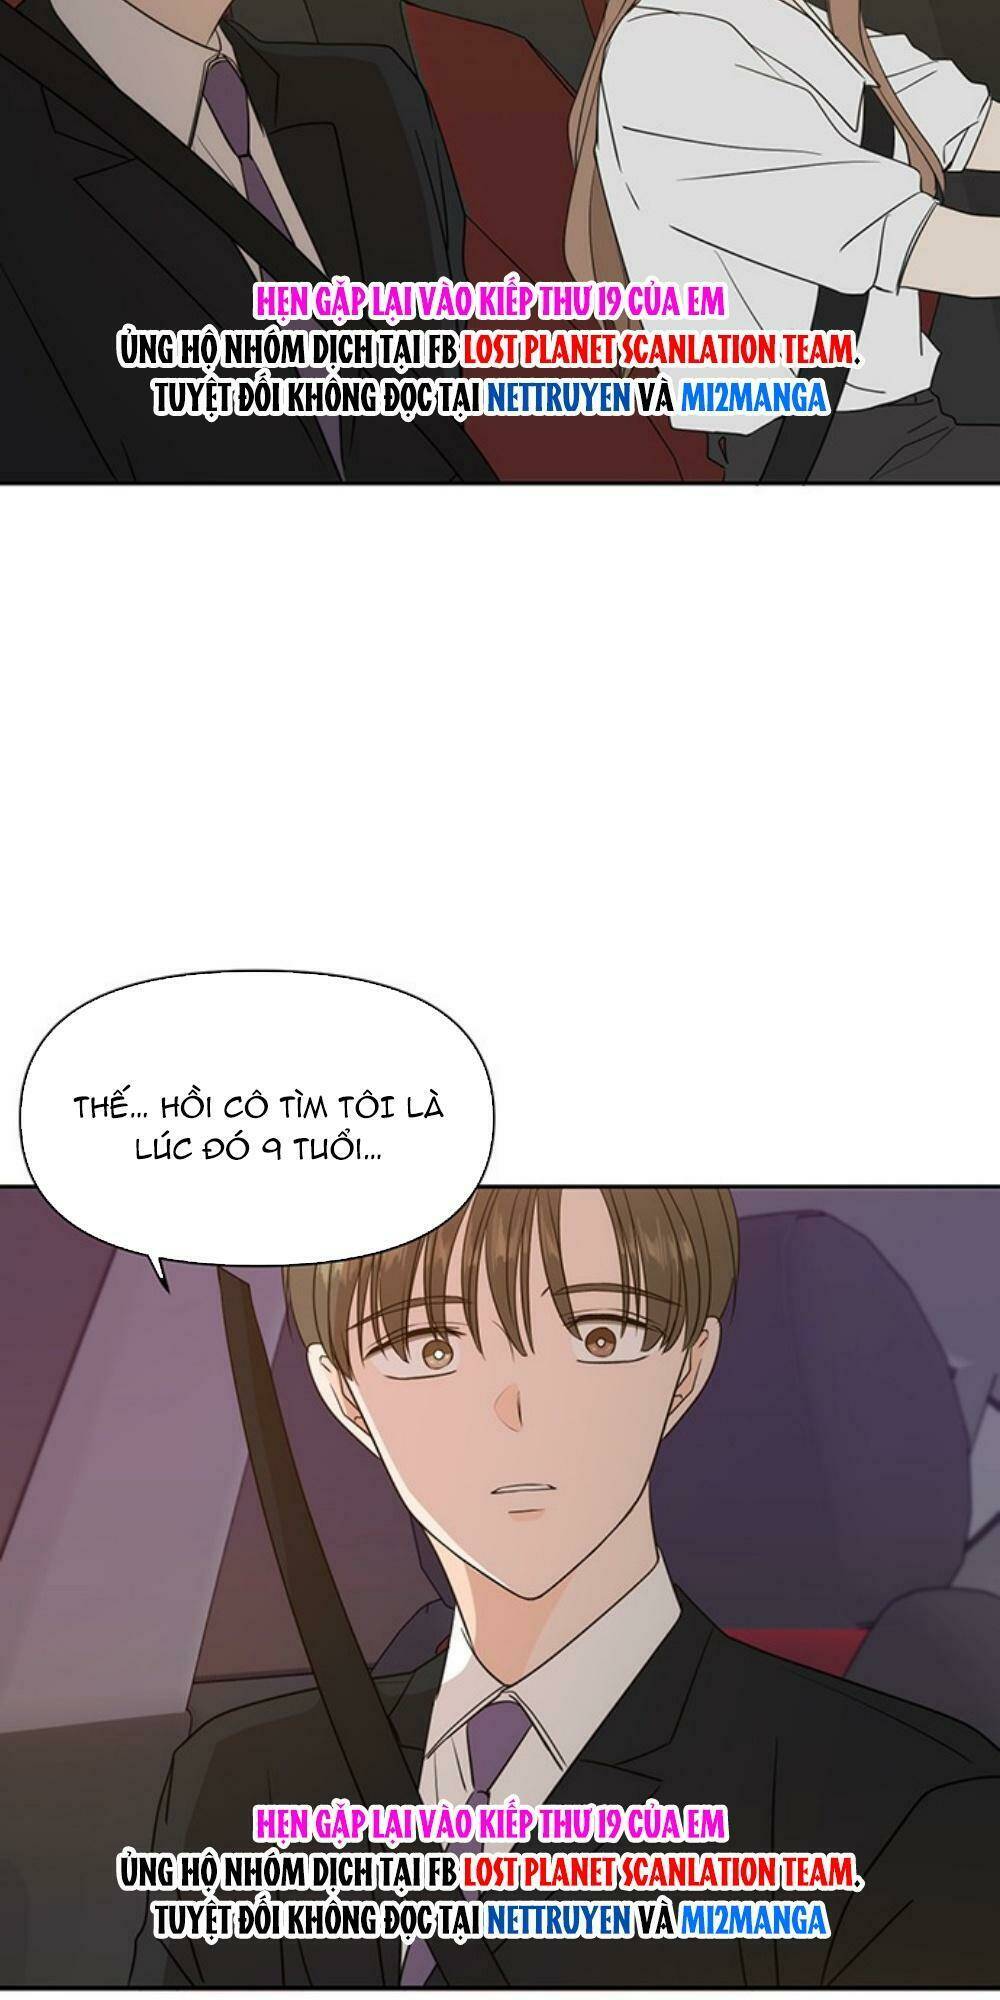 HẸN GẶP LẠI VÀO KIẾP THƯ 19 CỦA EM
ỦNG HỘ NHÓM DỊCH TẠI FB LOST PLANET SCANLATION TEAM.
TUYỆT ĐỐI KHÔNG ĐỌC TẠI NETTRUYEN VÀ MI2MANGA
THẾ... HỒI CÔ TÌM TÔI LÀ
LÚC ĐÓ 9 TUỔI...
HẸN GẶP LẠI VÀO KIẾP THƯ 19 CỦA EM
ỦNG HỘ NHÓM DỊCH TẠI FB LOST PLANET SCANLATION TEAM.
TUYỆT ĐỐI KHÔNG ĐỌC TẠI NETTRUYEN VÀ MI2MANGA